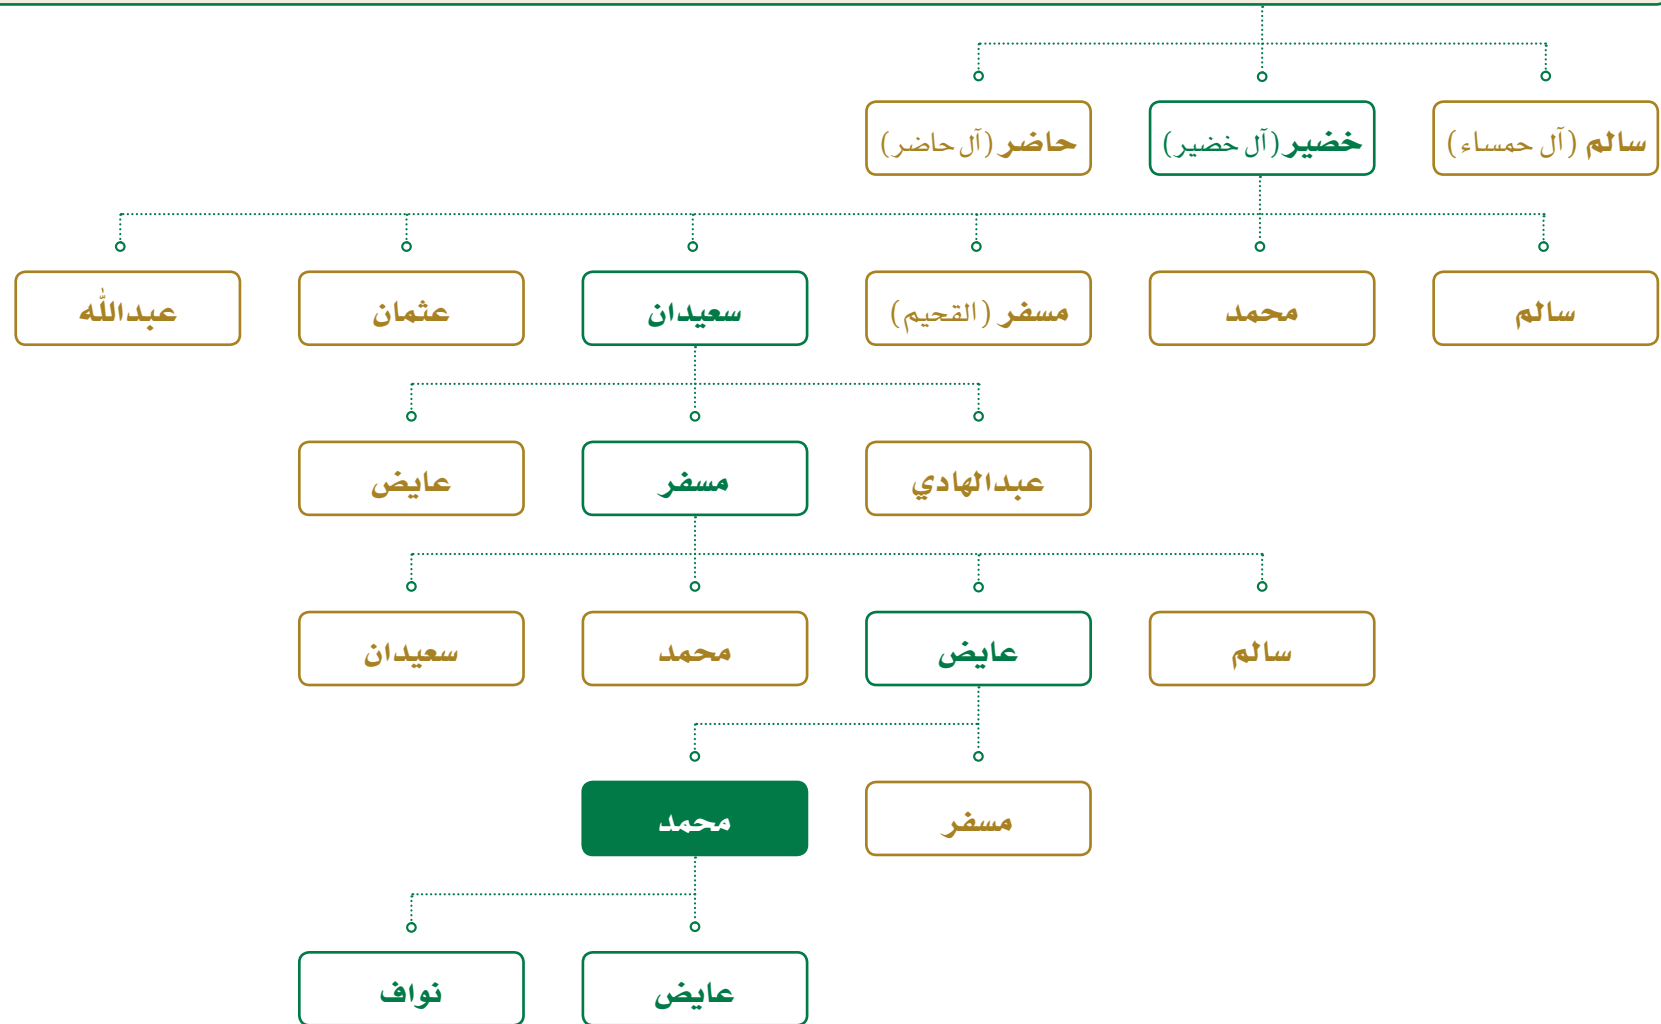 سالم (آل حمساء)
خضير (آل خضير)
حاضر (آل حاضر)
سالم
محمد
مسفر (القحيم)
سعيدان
عثمان
عبدالله
عبدالهادي
مسفر
عايض
سالم
عايض
محمد
سعيدان
مسفر
محمد
عايض
نواف